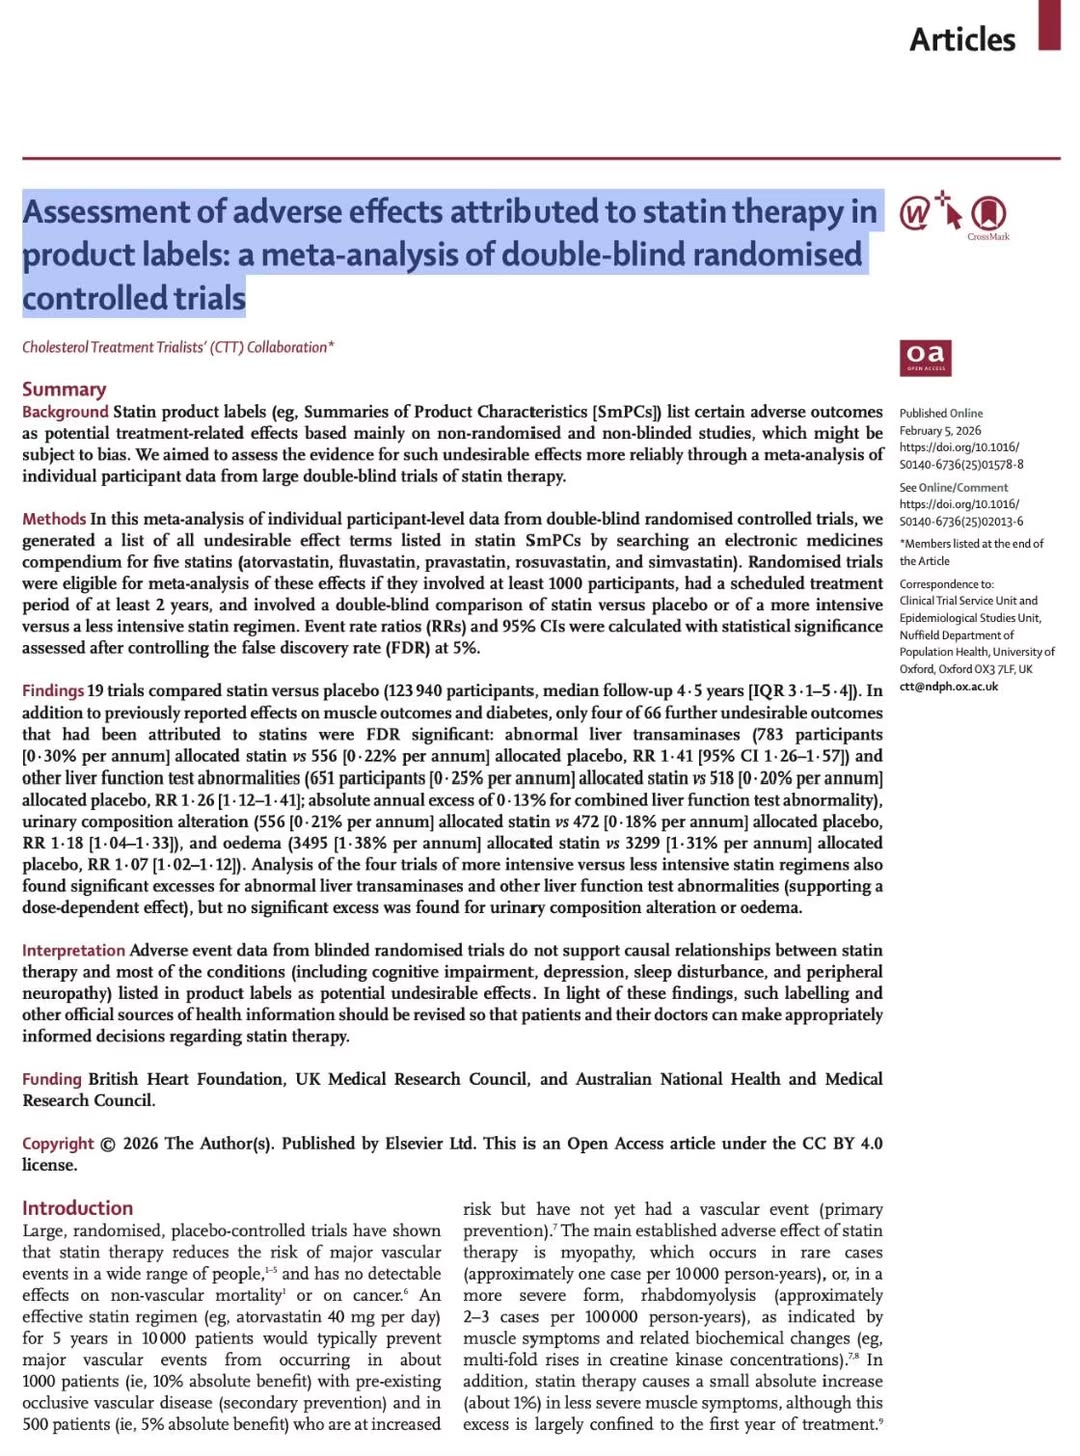 Articles
Assessment of adverse effects attributed to statin therapy in
product labels: a meta-analysis of double-blind randomised
controlled trials
CrossMark
Cholesterol Treatment Trialists’ (CTT) Collaboration*
oa
OPEN ACCESS
Summary
Background Statin product labels (eg, Summaries of Product Characteristics [SmPCs]) list certain adverse outcomes
as potential treatment-related effects based mainly on non-randomised and non-blinded studies, which might be
subject to bias. We aimed to assess the evidence for such undesirable effects more reliably through a meta-analysis of
individual participant data from large double-blind trials of statin therapy.
Methods In this meta-analysis of individual participant-level data from double-blind randomised controlled trials, we
generated a list of all undesirable effect terms listed in statin SmPCs by searching an electronic medicines
compendium for five statins (atorvastatin, fluvastatin, pravastatin, rosuvastatin, and simvastatin). Randomised trials
were eligible for meta-analysis of these effects if they involved at least 1000 participants, had a scheduled treatment
period of at least 2 years, and involved a double-blind comparison of statin versus placebo or of a more intensive
versus a less intensive statin regimen. Event rate ratios (RRs) and 95% CIs were calculated with statistical significance
assessed after controlling the false discovery rate (FDR) at 5%.
Findings 19 trials compared statin versus placebo (123 940 participants, median follow-up 4·5 years [IQR 3·1–5·4]). In
addition to previously reported effects on muscle outcomes and diabetes, only four of 66 further undesirable outcomes
that had been attributed to statins were FDR significant: abnormal liver transaminases (783 participants
[0·30% per annum] allocated statin vs 556 [0·22% per annum] allocated placebo, RR 1·41 [95% CI 1·26–1·57]) and
other liver function test abnormalities (651 participants [0·25% per annum] allocated statin vs 518 [0·20% per annum]
allocated placebo, RR 1·26 [1·12–1·41]; absolute annual excess of 0·13% for combined liver function test abnormality),
urinary composition alteration (556 [0·21% per annum] allocated statin vs 472 [0·18% per annum] allocated placebo,
RR 1·18 [1·04–1·33]), and oedema (3495 [1·38% per annum] allocated statin vs 3299 [1·31% per annum] allocated
placebo, RR 1·07 [1·02–1·12]). Analysis of the four trials of more intensive versus less intensive statin regimens also
found significant excesses for abnormal liver transaminases and other liver function test abnormalities (supporting a
dose-dependent effect), but no significant excess was found for urinary composition alteration or oedema.
Interpretation Adverse event data from blinded randomised trials do not support causal relationships between statin
therapy and most of the conditions (including cognitive impairment, depression, sleep disturbance, and peripheral
neuropathy) listed in product labels as potential undesirable effects. In light of these findings, such labelling and
other official sources of health information should be revised so that patients and their doctors can make appropriately
informed decisions regarding statin therapy.
Funding British Heart Foundation, UK Medical Research Council, and Australian National Health and Medical
Research Council.
Copyright © 2026 The Author(s). Published by Elsevier Ltd. This is an Open Access article under the CC BY 4.0
license.
Published Online
February 5, 2026
https://doi.org/10.1016/
S0140-6736(25)01578-8
See Online/Comment
https://doi.org/10.1016/
S0140-6736(25)02013-6
*Members listed at the end of
the Article
Correspondence to:
Clinical Trial Service Unit and
Epidemiological Studies Unit,
Nuffield Department of
Population Health, University of
Oxford, Oxford OX3 7LF, UK
ctt@ndph.ox.ac.uk
Introduction
Large, randomised, placebo-controlled trials have shown
that statin therapy reduces the risk of major vascular
events in a wide range of people,1–5 and has no detectable
effects on non-vascular mortality1 or on cancer.6 An
effective statin regimen (eg, atorvastatin 40 mg per day)
for 5 years in 10 000 patients would typically prevent
major vascular events from occurring in about
1000 patients (ie, 10% absolute benefit) with pre-existing
occlusive vascular disease (secondary prevention) and in
500 patients (ie, 5% absolute benefit) who are at increased
risk but have not yet had a vascular event (primary
prevention).7 The main established adverse effect of statin
therapy is myopathy, which occurs in rare cases
(approximately one case per 10 000 person-years), or, in a
more severe form, rhabdomyolysis (approximately
2–3 cases per 100 000 person-years), as indicated by
muscle symptoms and related biochemical changes (eg,
multi-fold rises in creatine kinase concentrations).7,8 In
addition, statin therapy causes a small absolute increase
(about 1%) in less severe muscle symptoms, although this
excess is largely confined to the first year of treatment.9